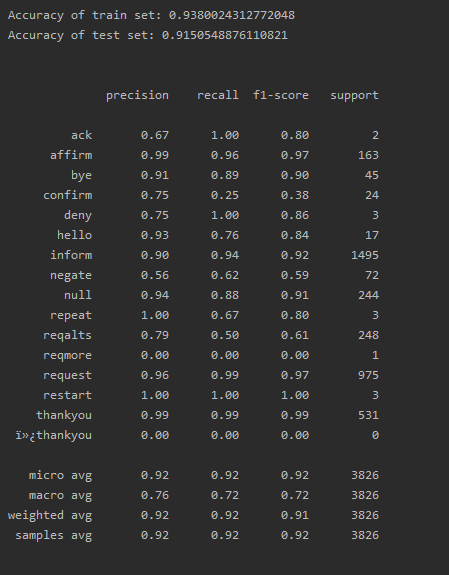 Accuracy of train set: 0.9380024312772048
Accuracy of test set: 0.9150548876110821
precision recall f1-score support
ack 0.67 1.00 0.80 2
affirm 0.99 0.96 0.97 163
bye 0.91 0.89 0.90 45
confirm 0.75 0.25 0.38 24
deny 0.75 1.00 0.86 3
hello 0.93 0.76 0.84 17
inform 0.90 0.94 0.92 1495
negate 0.56 0.62 0.59 72
null 0.94 0.88 0.91 244
repeat 1.00 0.67 0.80 3
reqalts 0.79 0.50 0.61 248
reqmore 0.00 0.00 0.00 1
request 0.96 0.99 0.97 975
restart 1.00 1.00 1.00 3
thankyou 0.99 0.99 0.99 531
ï»¿thankyou 0.00 0.00 0.00 0
micro avg 0.92 0.92 0.92 3826
macro avg 0.76 0.72 0.72 3826
weighted avg 0.92 0.92 0.91 3826
samples avg 0.92 0.92 0.92 3826